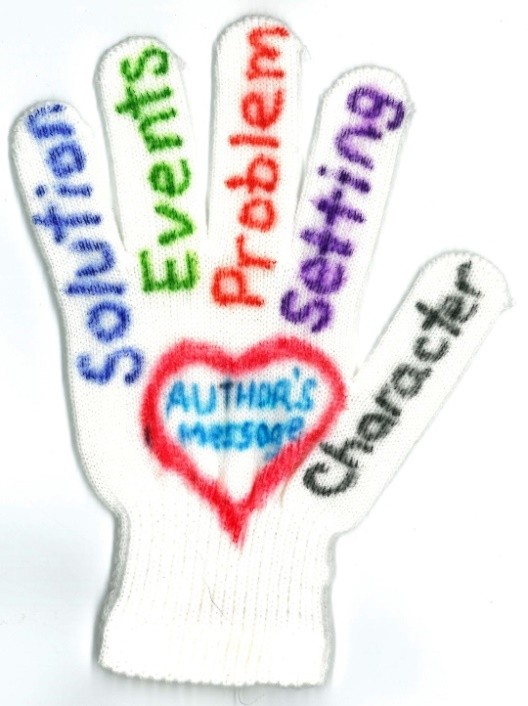 Solution
Events
Problem
Setting
Character
AUTHOR'S
message